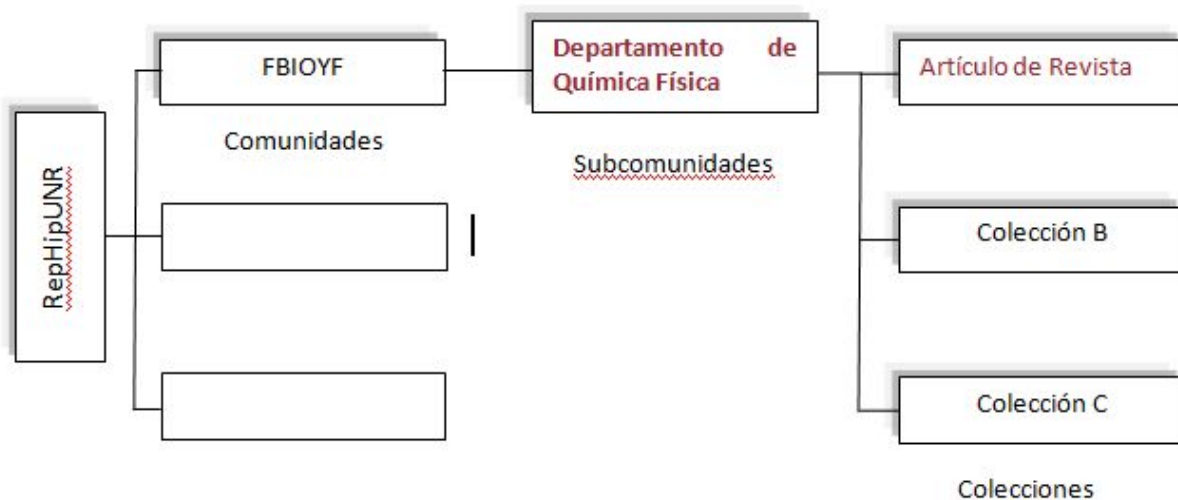 FBIOYF
Departamento de
Química Física
Artículo de Revista
Comunidades
Subcomunidades
RepHipUNR
Colección B
Colección C
Colecciones